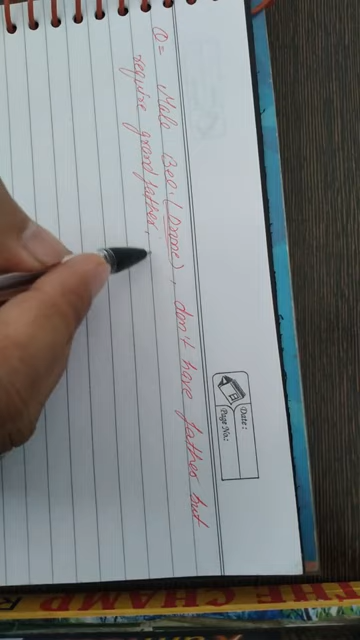 Q= Male Bee (Drone), don't have father but
require grandfather,
Date:
Page No.:
THE CHAMP